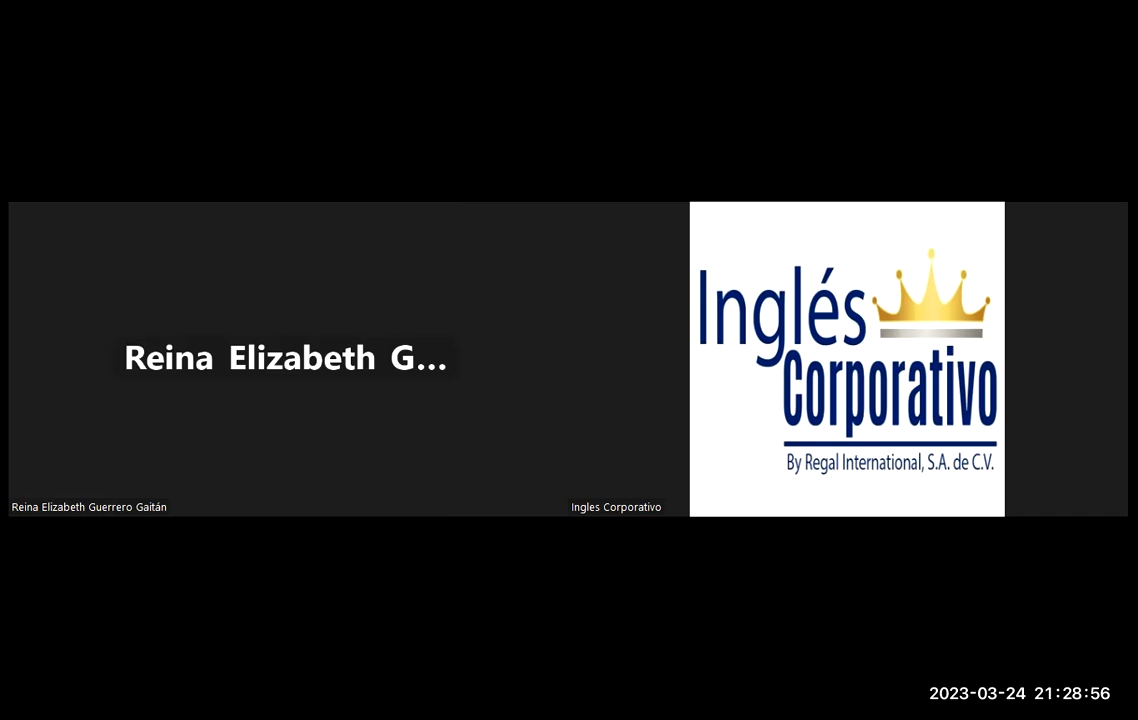 Reina Elizabeth G...
Reina Elizabeth Guerrero Gaitán
Inglés
Corporativo
By Regal International, S.A. de C.V.
Ingles Corporativo
2023-03-24 21:28:56